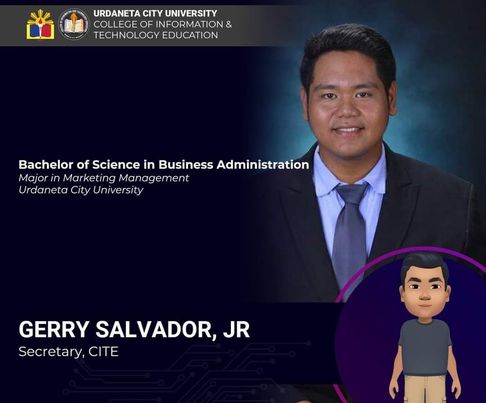 URDANETA CITY UNIVERSITY
COLLEGE OF INFORMATION &
TECHNOLOGY EDUCATION
Bachelor of Science in Business Administration
Major in Marketing Management
Urdaneta City University
GERRY SALVADOR, JR
Secretary, CITE